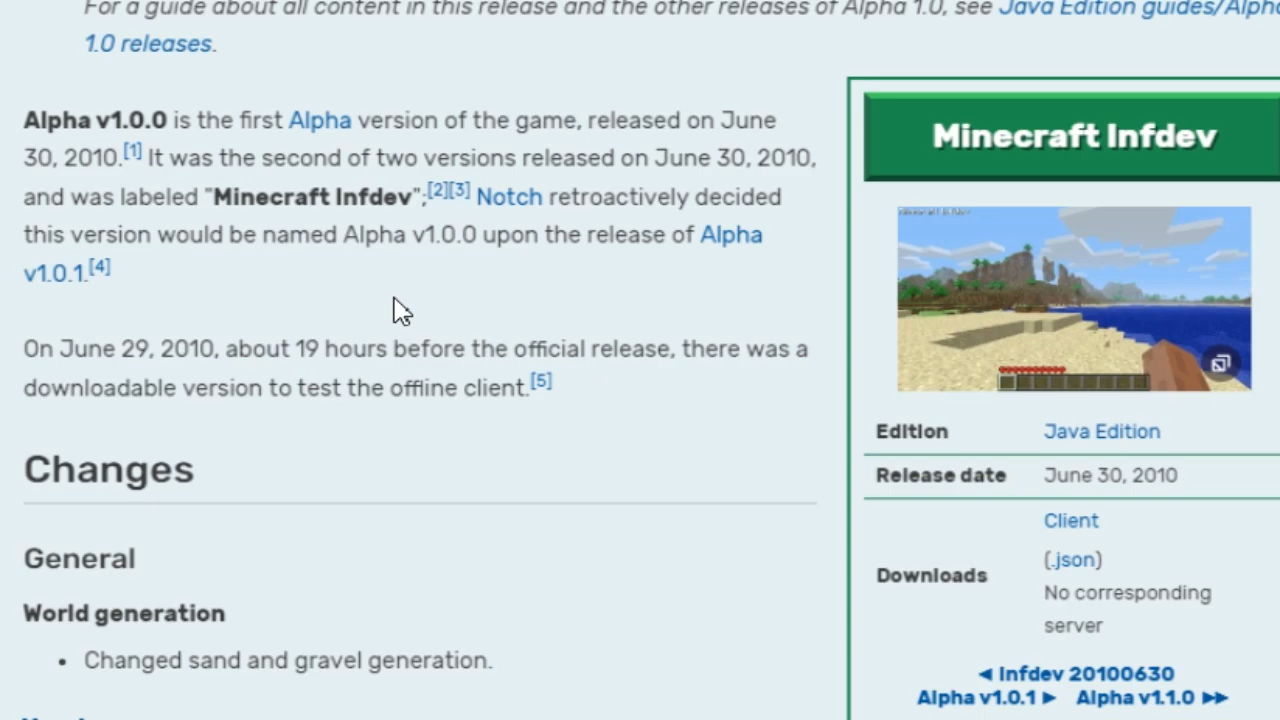 For a guide about all content in this release and the other releases of Alpha 1.0, see Java Edition guides/Alpha
1.0 releases.
Alpha v1.0.0 is the first Alpha version of the game, released on June
30, 2010.[1] It was the second of two versions released on June 30, 2010,
and was labeled "Minecraft Infdev";[2][3] Notch retroactively decided
this version would be named Alpha v1.0.0 upon the release of Alpha
v1.0.1.[4]
On June 29, 2010, about 19 hours before the official release, there was a
downloadable version to test the offline client.[5]
Changes
General
World generation
• Changed sand and gravel generation.
Minecraft Infdev
Edition Java Edition
Release date June 30, 2010
Downloads Client
(.json)
No corresponding
server
◄ Infdev 20100630
Alpha v1.0.1 ► Alpha v1.1.0 ►►